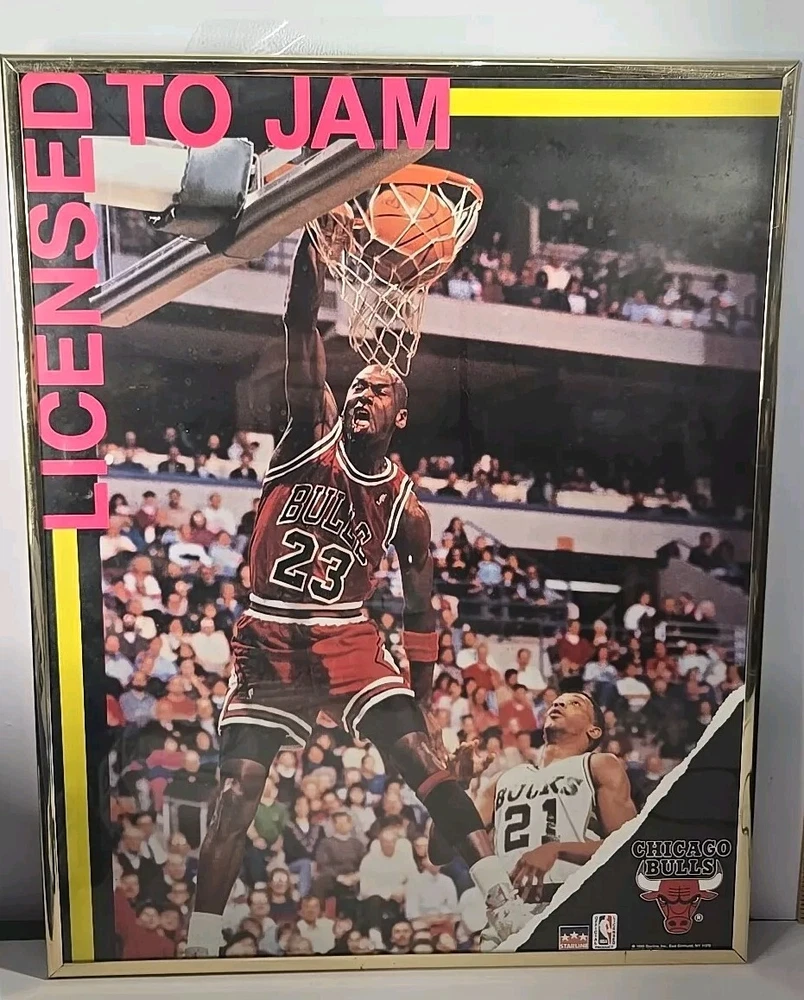 LICENSED
TO JAM
BULLS
23
BUCKS
21
CHICAGO
BULLS
®
STARLINE